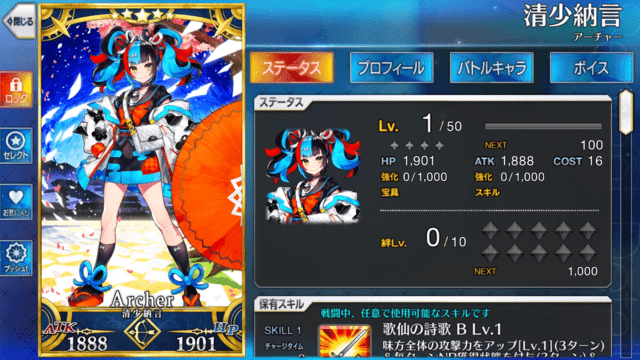 閉じる
清少納言
アーチャー
ステータス
プロフィール
バトルキャラ
ボイス
ロック
セレクト
お気に入り
プッシュ!
ステータス
Lv. 1/50
NEXT 100
HP 1,901 ATK 1,888 COST 16
強化 0/1,000 強化 0/1,000
宝具 スキル
絆Lv. 0/10
NEXT 1,000
Archer
清少納言
ATK 1888
1901 HP
保有スキル
戦闘中、任意で使用可能なスキルです
SKILL 1
チャージタイム
歌仙の詩歌 B Lv.1
味方全体の攻撃力をアップ[Lv.1](3ターン)